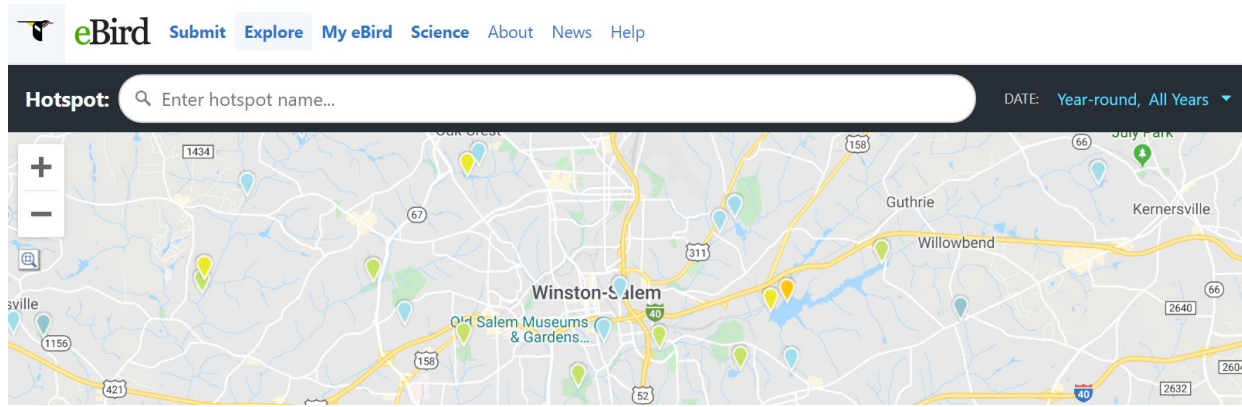 eBird Submit Explore My eBird Science About News Help
Hotspot: Enter hotspot name... DATE: Year-round, All Years
Oak Crest
July Park
1434
158
66
67
Guthrie
Kernersville
Willowbend
311
Winston-Salem
66
sville
40
2640
Old Salem Museums
& Gardens...
1156
158
2604
421
52
40
2632